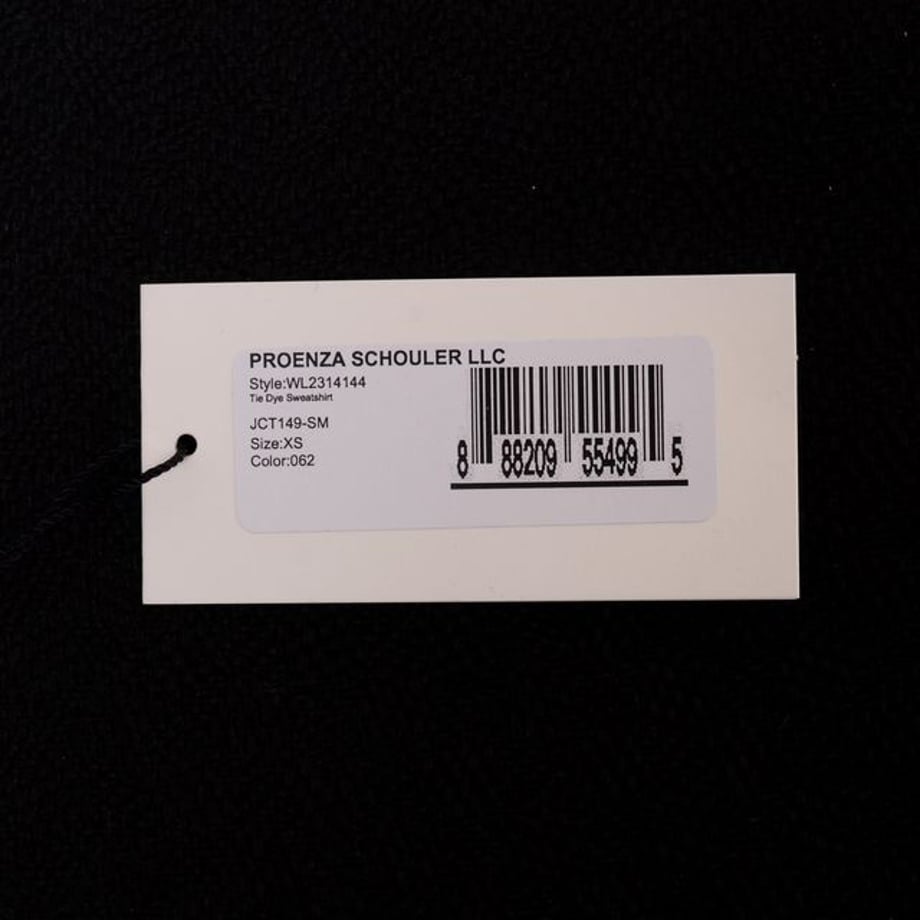 PROENZA SCHOULER LLC
Style:WL2314144
Tie Dye Sweatshirt
JCT149-SM
Size:XS
Color:062
8 88209 55499 5